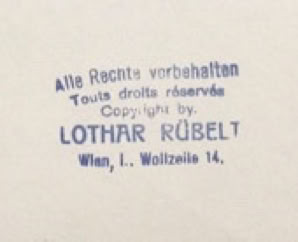 Alle Rechte vorbehalten
Touts droits réservés
Copyright by.
LOTHAR RÜBELT
Wien, I.. Wollzeile 14.